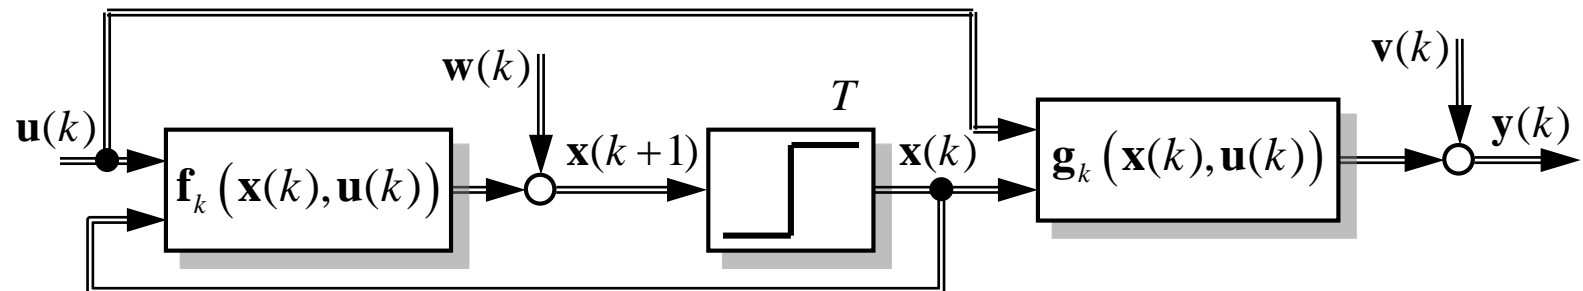 u(k)
f_k (x(k), u(k))
w(k)
x(k+1)
T
x(k)
g_k (x(k), u(k))
v(k)
y(k)